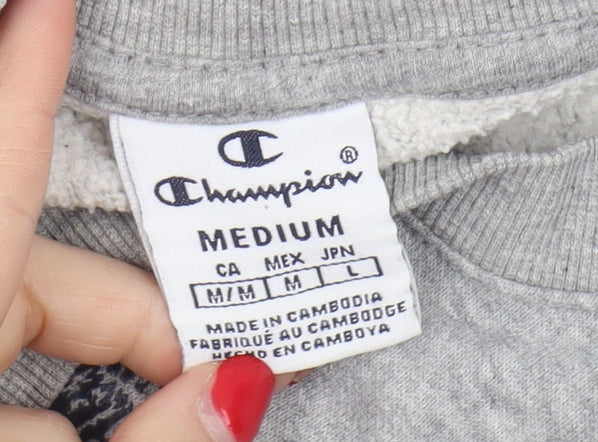 C
Champion®
MEDIUM
CA MEX JPN
M/M M L
MADE IN CAMBODIA
FABRIQUÉ AU CAMBODGE
HECHO EN CAMBOYA